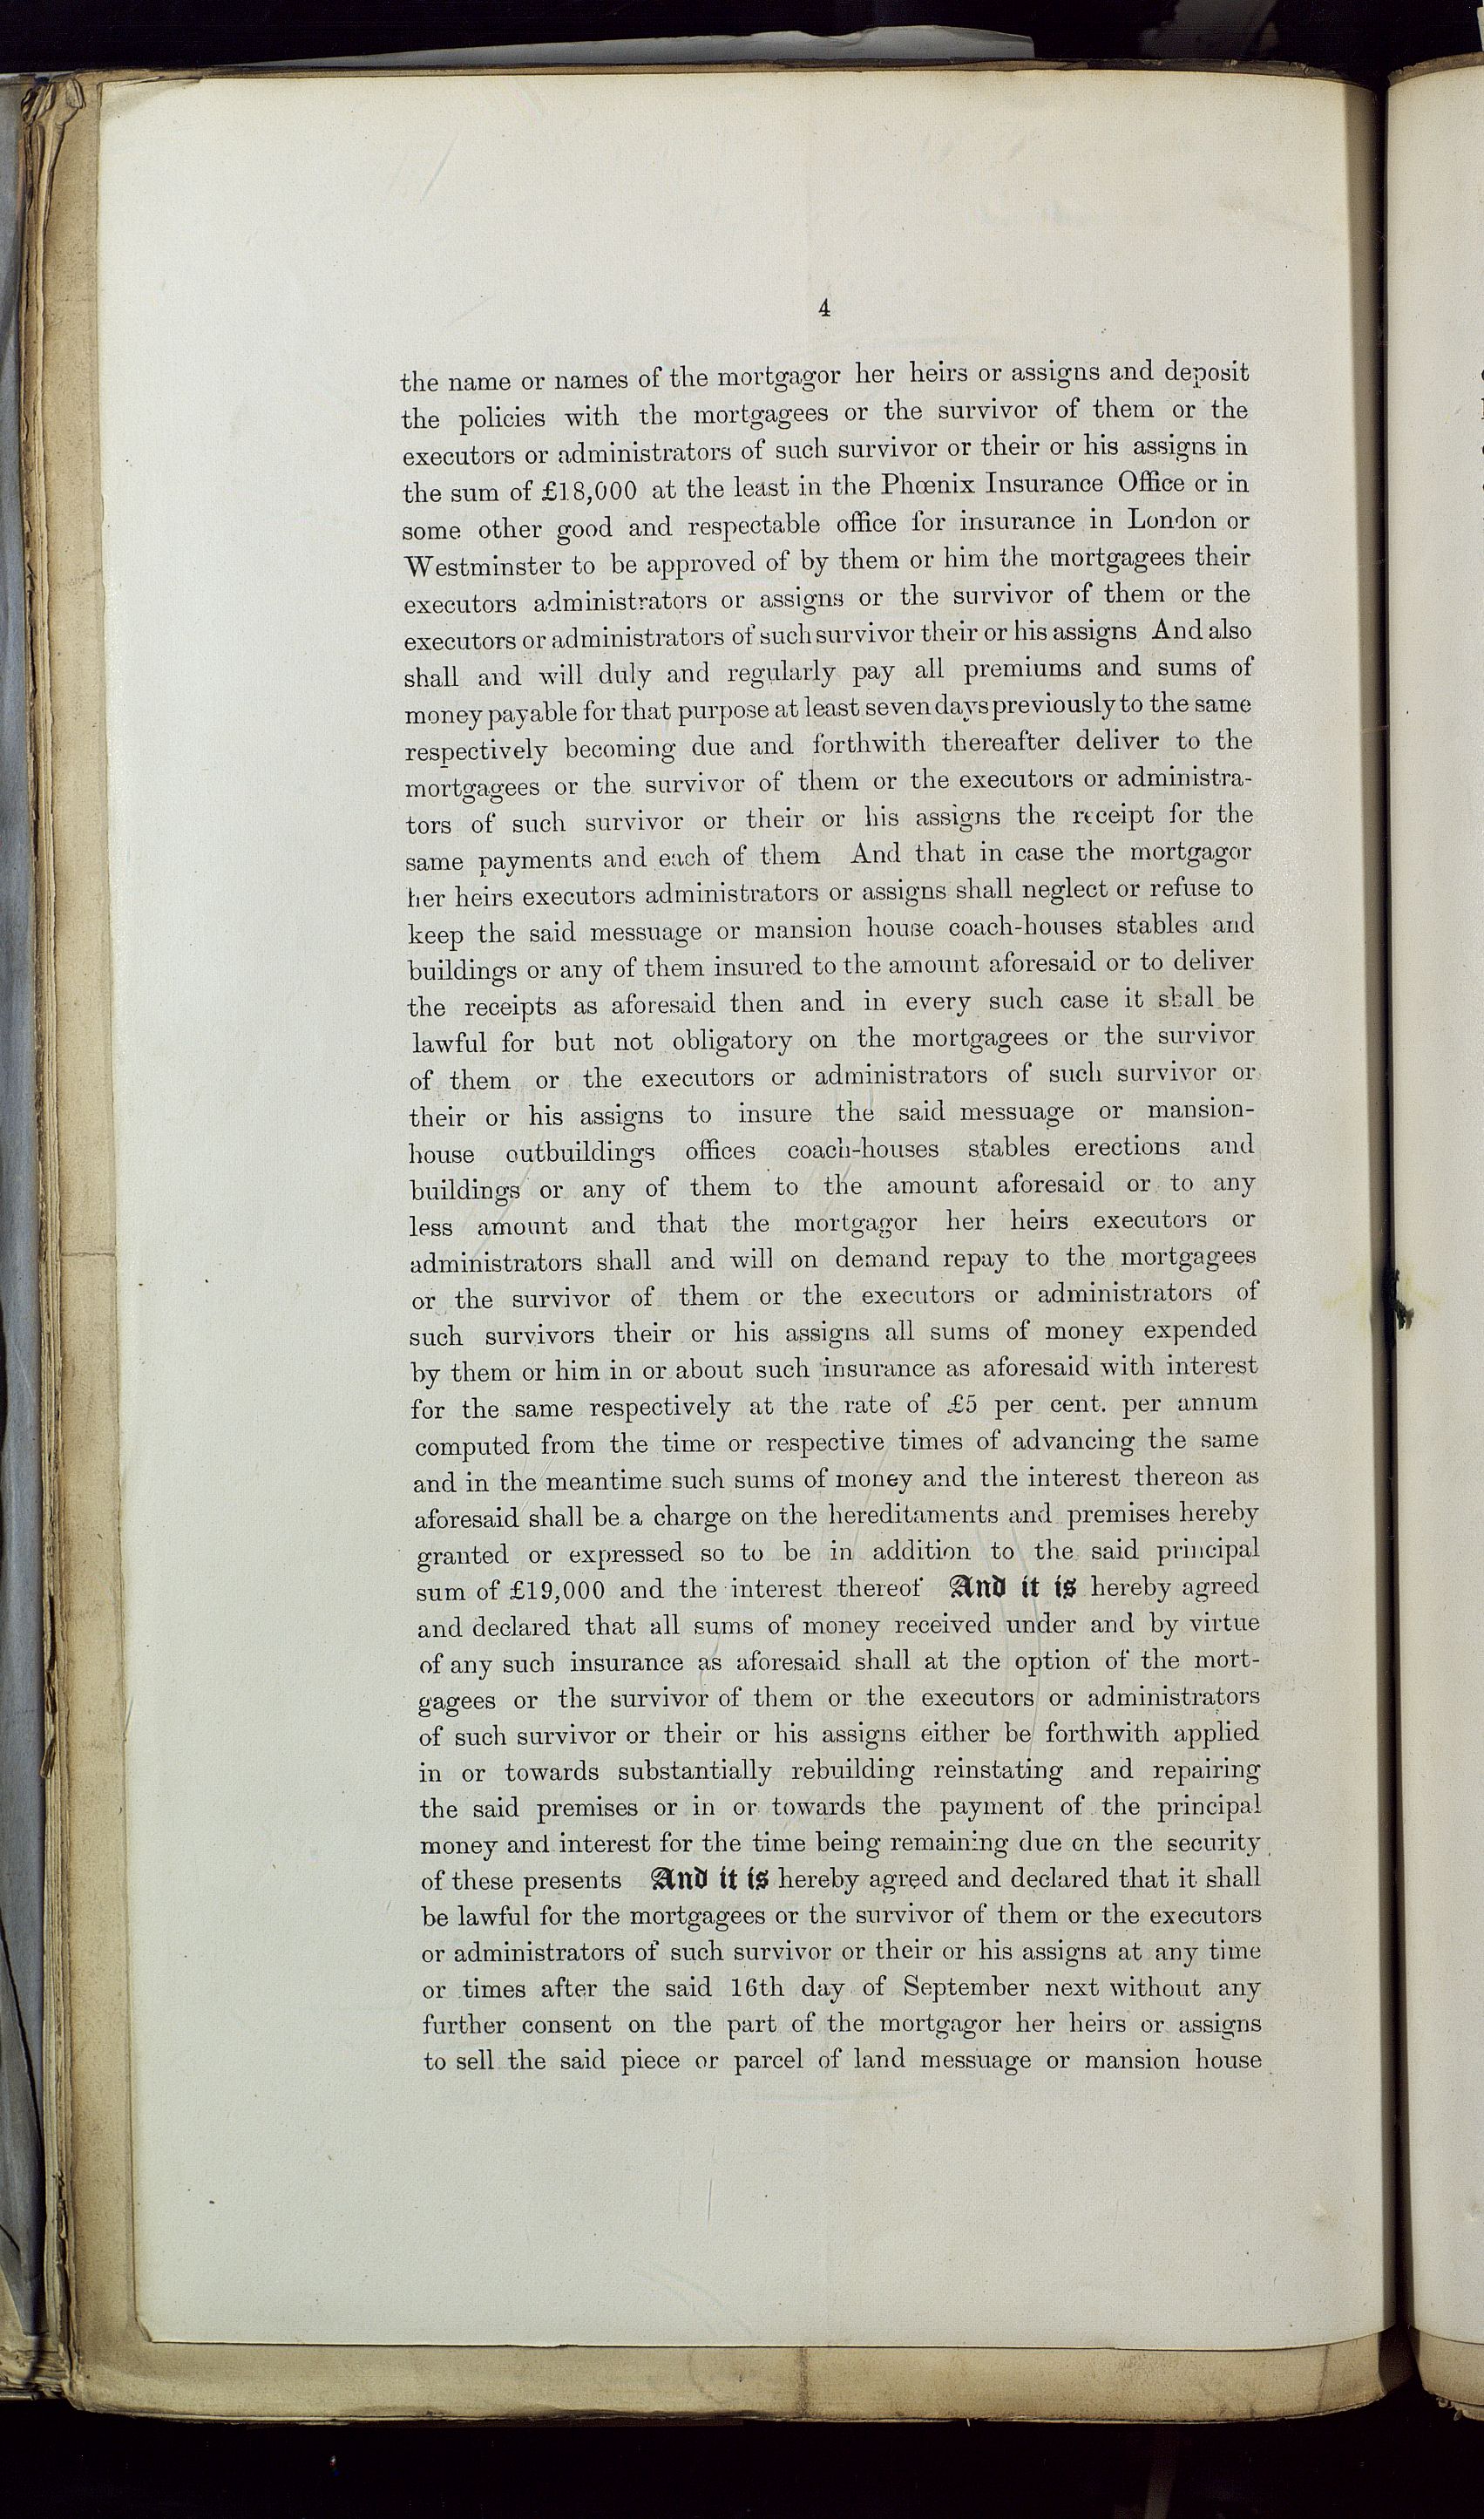 4
the name or names of the mortgagor her heirs or assigns and deposit
the policies with the mortgagees or the survivor of them or the
executors or administrators of such survivor or their or his assigns in
the sum of £18,000 at the least in the Phœnix Insurance Office or in
some other good and respectable office for insurance in London or
Westminster to be approved of by them or him the mortgagees their
executors administrators or assigns or the survivor of them or the
executors or administrators of such survivor their or his assigns And also
shall and will duly and regularly pay all premiums and sums of
money payable for that purpose at least seven days previously to the same
respectively becoming due and forthwith thereafter deliver to the
mortgagees or the survivor of them or the executors or administra-
tors of such survivor or their or his assigns the receipt for the
same payments and each of them And that in case the mortgagor
her heirs executors administrators or assigns shall neglect or refuse to
keep the said messuage or mansion house coach-houses stables and
buildings or any of them insured to the amount aforesaid or to deliver
the receipts as aforesaid then and in every such case it shall be
lawful for but not obligatory on the mortgagees or the survivor
of them or the executors or administrators of such survivor or
their or his assigns to insure the said messuage or mansion-
house outbuildings offices coach-houses stables erections and
buildings or any of them to the amount aforesaid or to any
less amount and that the mortgagor her heirs executors or
administrators shall and will on demand repay to the mortgagees
or the survivor of them or the executors or administrators of
such survivors their or his assigns all sums of money expended
by them or him in or about such insurance as aforesaid with interest
for the same respectively at the rate of £5 per cent. per annum
computed from the time or respective times of advancing the same
and in the meantime such sums of money and the interest thereon as
aforesaid shall be a charge on the hereditaments and premises hereby
granted or expressed so to be in addition to the said principal
sum of £19,000 and the interest thereof And it is hereby agreed
and declared that all sums of money received under and by virtue
of any such insurance as aforesaid shall at the option of the mort-
gagees or the survivor of them or the executors or administrators
of such survivor or their or his assigns either be forthwith applied
in or towards substantially rebuilding reinstating and repairing
the said premises or in or towards the payment of the principal
money and interest for the time being remaining due on the security
of these presents And it is hereby agreed and declared that it shall
be lawful for the mortgagees or the survivor of them or the executors
or administrators of such survivor or their or his assigns at any time
or times after the said 16th day of September next without any
further consent on the part of the mortgagor her heirs or assigns
to sell the said piece or parcel of land messuage or mansion house